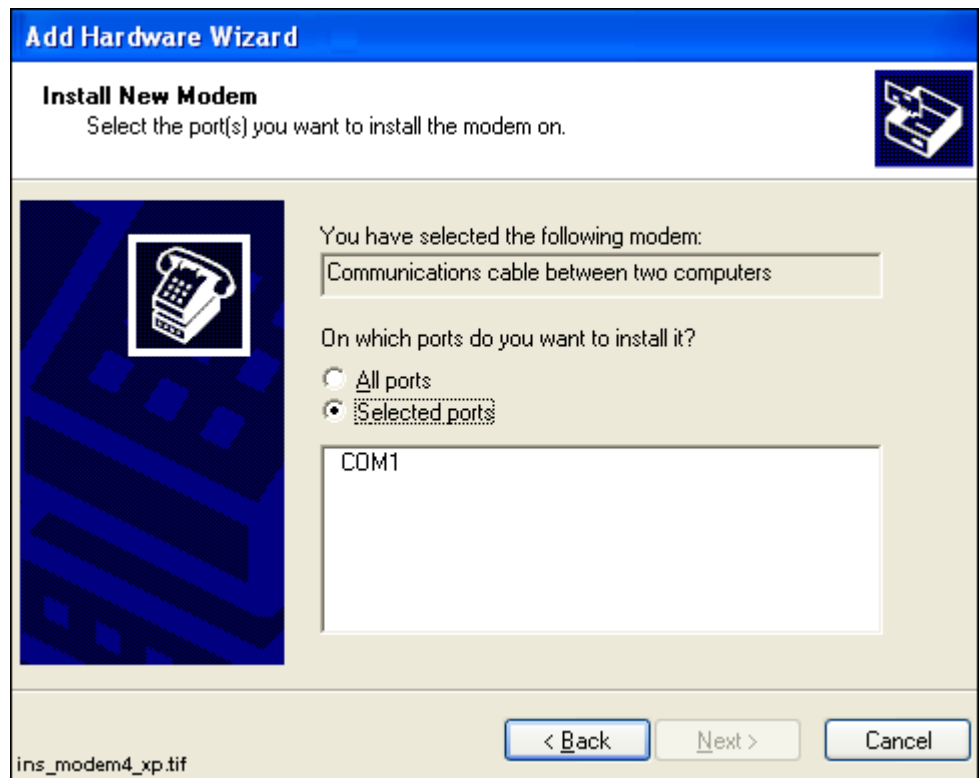 Add Hardware Wizard
Install New Modem
Select the port(s) you want to install the modem on.
You have selected the following modem:
Communications cable between two computers
On which ports do you want to install it?
All ports
Selected ports
COM1
< Back Next > Cancel
ins_modem4_xp.tif